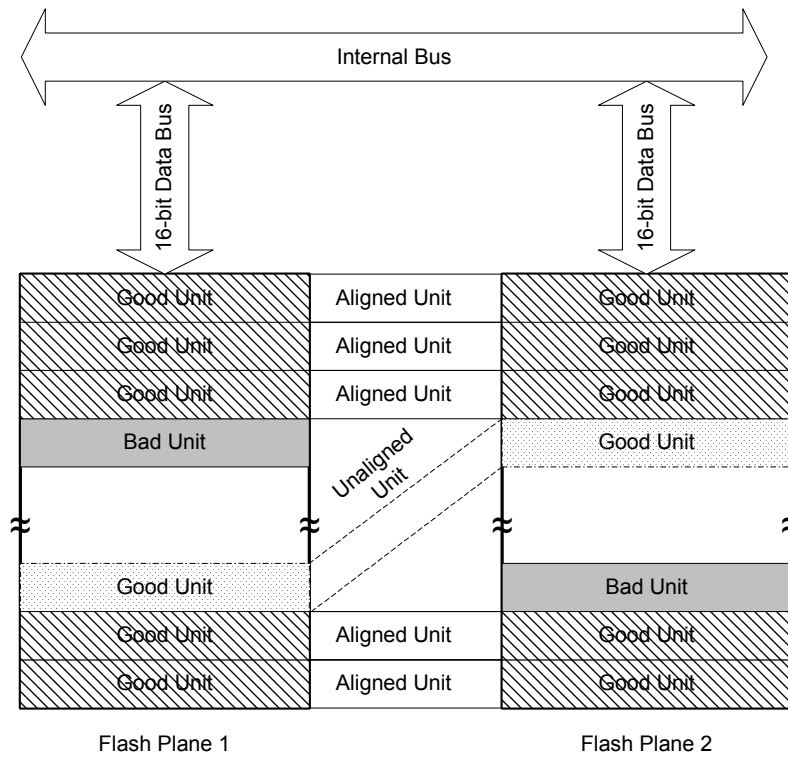 Internal Bus
16-bit Data Bus
16-bit Data Bus
Good Unit
Aligned Unit
Good Unit
Good Unit
Aligned Unit
Good Unit
Good Unit
Aligned Unit
Good Unit
Bad Unit
Unaligned
Unit
Good Unit
≈
≈
≈
≈
Good Unit
Bad Unit
Good Unit
Aligned Unit
Good Unit
Good Unit
Aligned Unit
Good Unit
Flash Plane 1
Flash Plane 2